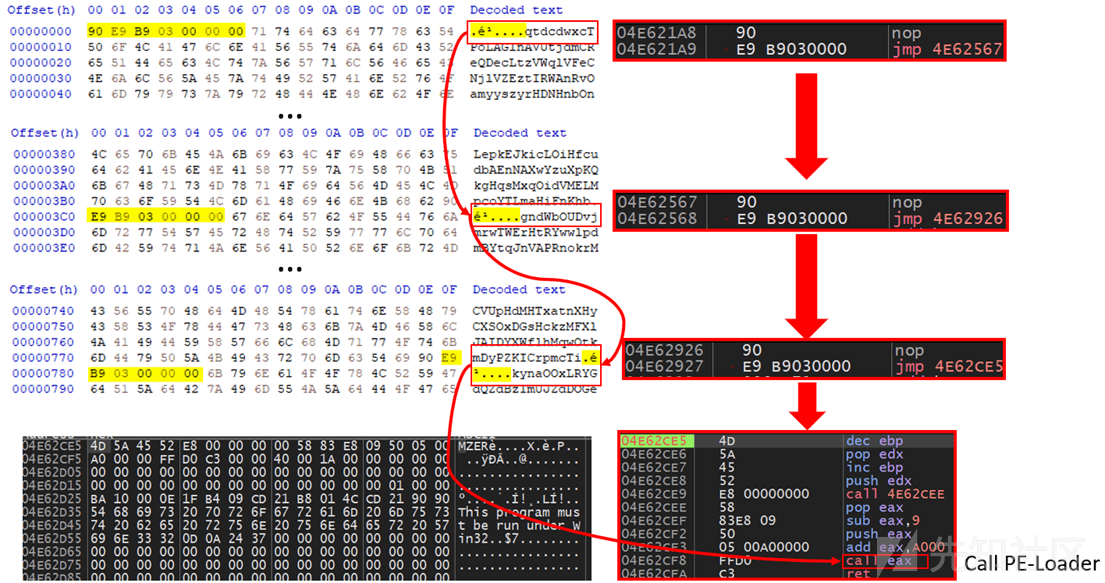 Offset(h) 00 01 02 03 04 05 06 07 08 09 0A 0B 0C 0D 0E 0F Decoded text
00000000 90 E9 B9 03 00 00 00 71 74 64 63 64 77 78 63 54 .é¹....qtdcdwxcT
00000010 50 6F 4C 41 47 6C 6E 41 56 55 74 6A 64 6D 43 52 PoLAGlnAVUtjdmCR
00000020 65 51 44 65 63 4C 74 7A 56 57 71 6C 56 46 65 43 eQDecLtzVWqlVFeC
00000030 4E 6A 6C 56 5A 45 7A 74 49 52 57 41 6E 52 76 4F NjlVZEztIRWAnRvO
00000040 61 6D 79 79 73 7A 79 72 48 44 4E 48 6E 62 4F 6E amyyszyrHDNHnbOn
...
Offset(h) 00 01 02 03 04 05 06 07 08 09 0A 0B 0C 0D 0E 0F Decoded text
00000380 4C 65 70 6B 45 4A 6B 69 63 4C 4F 69 48 66 63 75 LepkEJkicLOiHfcu
00000390 64 62 41 45 6E 4E 41 58 77 59 7A 75 58 70 4B 51 dbAEnNAXwYzuXpKQ
000003A0 6B 67 48 71 73 4D 78 71 4F 69 64 56 4D 45 4C 4D kgHqsMxqOidVMELM
000003B0 70 63 6F 59 54 4C 6D 61 48 69 46 6E 4B 68 62 90 pcoYTLmaHiFnKhb.
000003C0 E9 B9 03 00 00 00 67 6E 64 57 62 4F 55 44 76 6A é¹....gndWbOUDvj
000003D0 6D 72 77 54 57 45 72 48 74 52 59 77 77 6C 70 64 mrwTWErHtRYwwlpd
000003E0 6D 42 59 74 71 4A 6E 56 41 50 52 6E 6F 6B 72 4D mBYtqJnVAPRnokrM
...
Offset(h) 00 01 02 03 04 05 06 07 08 09 0A 0B 0C 0D 0E 0F Decoded text
00000740 43 56 55 70 48 64 4D 48 54 78 61 74 6E 58 48 79 CVUpHdMHTxatnXHy
00000750 43 58 53 4F 78 44 47 73 48 63 6B 7A 4D 46 58 6C CXSOxDGsHckzMFXl
00000760 4A 41 49 44 59 58 57 66 6C 68 4D 71 77 4F 74 6B JAIDYXWflhMqwOtk
00000770 6D 44 79 50 5A 4B 49 43 72 70 6D 63 54 69 90 E9 mDyPZKICrpmcTi.é
00000780 B9 03 00 00 00 6B 79 6E 61 4F 4F 78 4C 52 59 47 ¹....kynaOOxLRYG
00000790 64 51 5A 64 42 7A 49 6D 55 4A 5A 64 44 4F 47 65 dQZdBzImUJZdDOGe
04E621A8 90 nop
04E621A9 E9 B9030000 jmp 4E62567
04E62567 90 nop
04E62568 E9 B9030000 jmp 4E62926
04E62926 90 nop
04E62927 E9 B9030000 jmp 4E62CE5
04E62CE5 4D 5A 45 52 E8 00 00 00 00 58 83 E8 09 50 05 00 MZERè....X.è.P..
04E62CF5 A0 00 00 FF D0 C3 00 00 40 00 1A 00 00 00 00 00 ...ÿÐÃ..@.......
04E62D05 00 00 00 00 00 00 00 00 00 00 00 00 00 00 00 00 ................
04E62D15 00 00 00 00 00 00 00 00 00 00 00 00 00 01 00 00 ................
04E62D25 BA 10 00 0E 1F B4 09 CD 21 B8 01 4C CD 21 90 90 º....´.Í!¸.LÍ!..
04E62D35 54 68 69 73 20 70 72 6F 67 72 61 6D 20 6D 75 73 This program mus
04E62D45 74 20 62 65 20 72 75 6E 20 75 6E 64 65 72 20 57 t be run under W
04E62D55 69 6E 33 32 0D 0A 24 37 00 00 00 00 00 00 00 00 in32..$7........
04E62D65 00 00 00 00 00 00 00 00 00 00 00 00 00 00 00 00 ................
04E62D75 00 00 00 00 00 00 00 00 00 00 00 00 00 00 00 00 ................
04E62CE5 4D dec ebp
04E62CE6 5A pop edx
04E62CE7 45 inc ebp
04E62CE8 52 push edx
04E62CE9 E8 00000000 call 4E62CEE
04E62CEE 58 pop eax
04E62CEF 83E8 09 sub eax,9
04E62CF2 50 push eax
04E62CF3 05 00A00000 add eax,A000
04E62CF8 FFD0 call eax
04E62CFA C3 ret
Call PE-Loader
先知社区